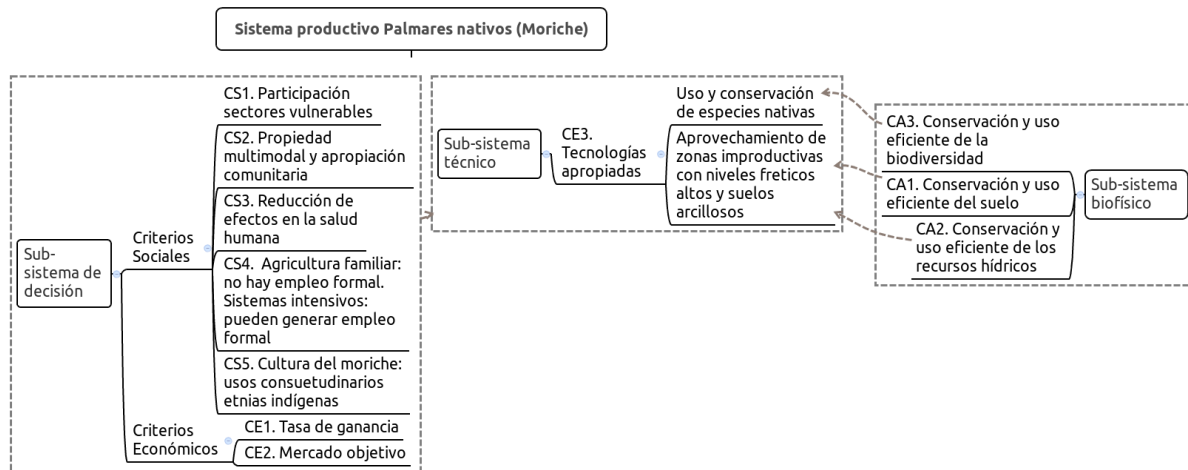 Sistema productivo Palmares nativos (Moriche)
Sub-
sistema de
decisión
Criterios
Sociales
CS1. Participación
sectores vulnerables
CS2. Propiedad
multimodal y apropiación
comunitaria
CS3. Reducción de
efectos en la salud
humana
CS4.  Agricultura familiar:
no hay empleo formal.
Sistemas intensivos:
pueden generar empleo
formal
CS5. Cultura del moriche:
usos consuetudinarios
etnias indígenas
Criterios
Económicos
CE1. Tasa de ganancia
CE2. Mercado objetivo
Sub-sistema
técnico
CE3.
Tecnologías
apropiadas
Uso y conservación
de especies nativas
Aprovechamiento de
zonas improductivas
con niveles freticos
altos y suelos
arcillosos
CA3. Conservación y uso
eficiente de la
biodiversidad
CA1. Conservación y uso
eficiente del suelo
CA2. Conservación y
uso eficiente de los
recursos hídricos
Sub-sistema
biofísico